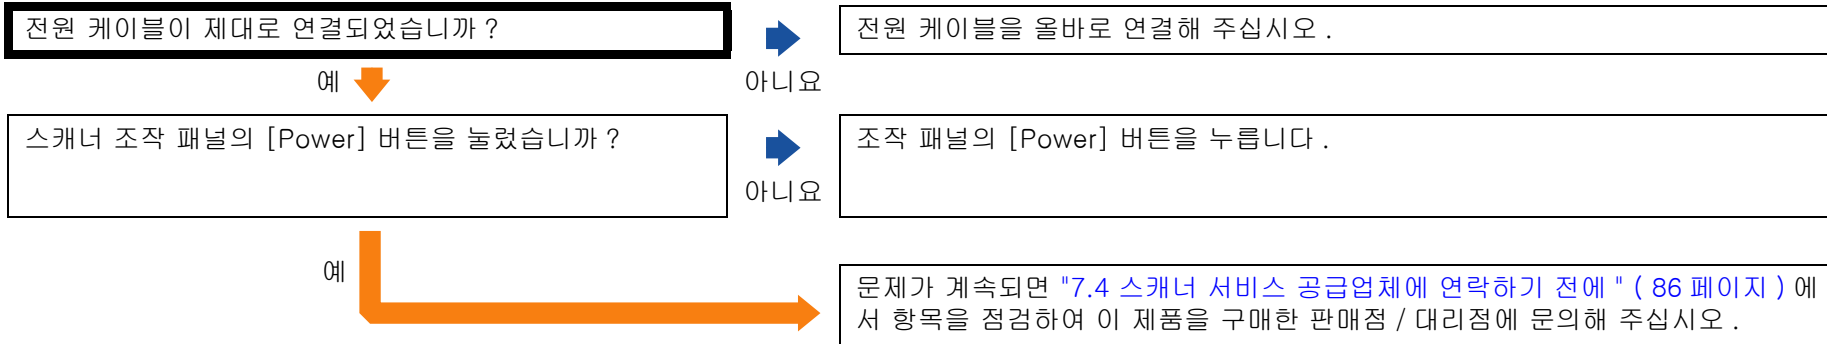 전원 케이블이 제대로 연결되었습니까 ?
전원 케이블을 올바로 연결해 주십시오 .
예
아니요
스캐너 조작 패널의 [Power] 버튼을 눌렀습니까 ?
조작 패널의 [Power] 버튼을 누릅니다 .
아니요
예
문제가 계속되면 "7.4 스캐너 서비스 공급업체에 연락하기 전에 " ( 86 페이지 ) 에
서 항목을 점검하여 이 제품을 구매한 판매점 / 대리점에 문의해 주십시오 .